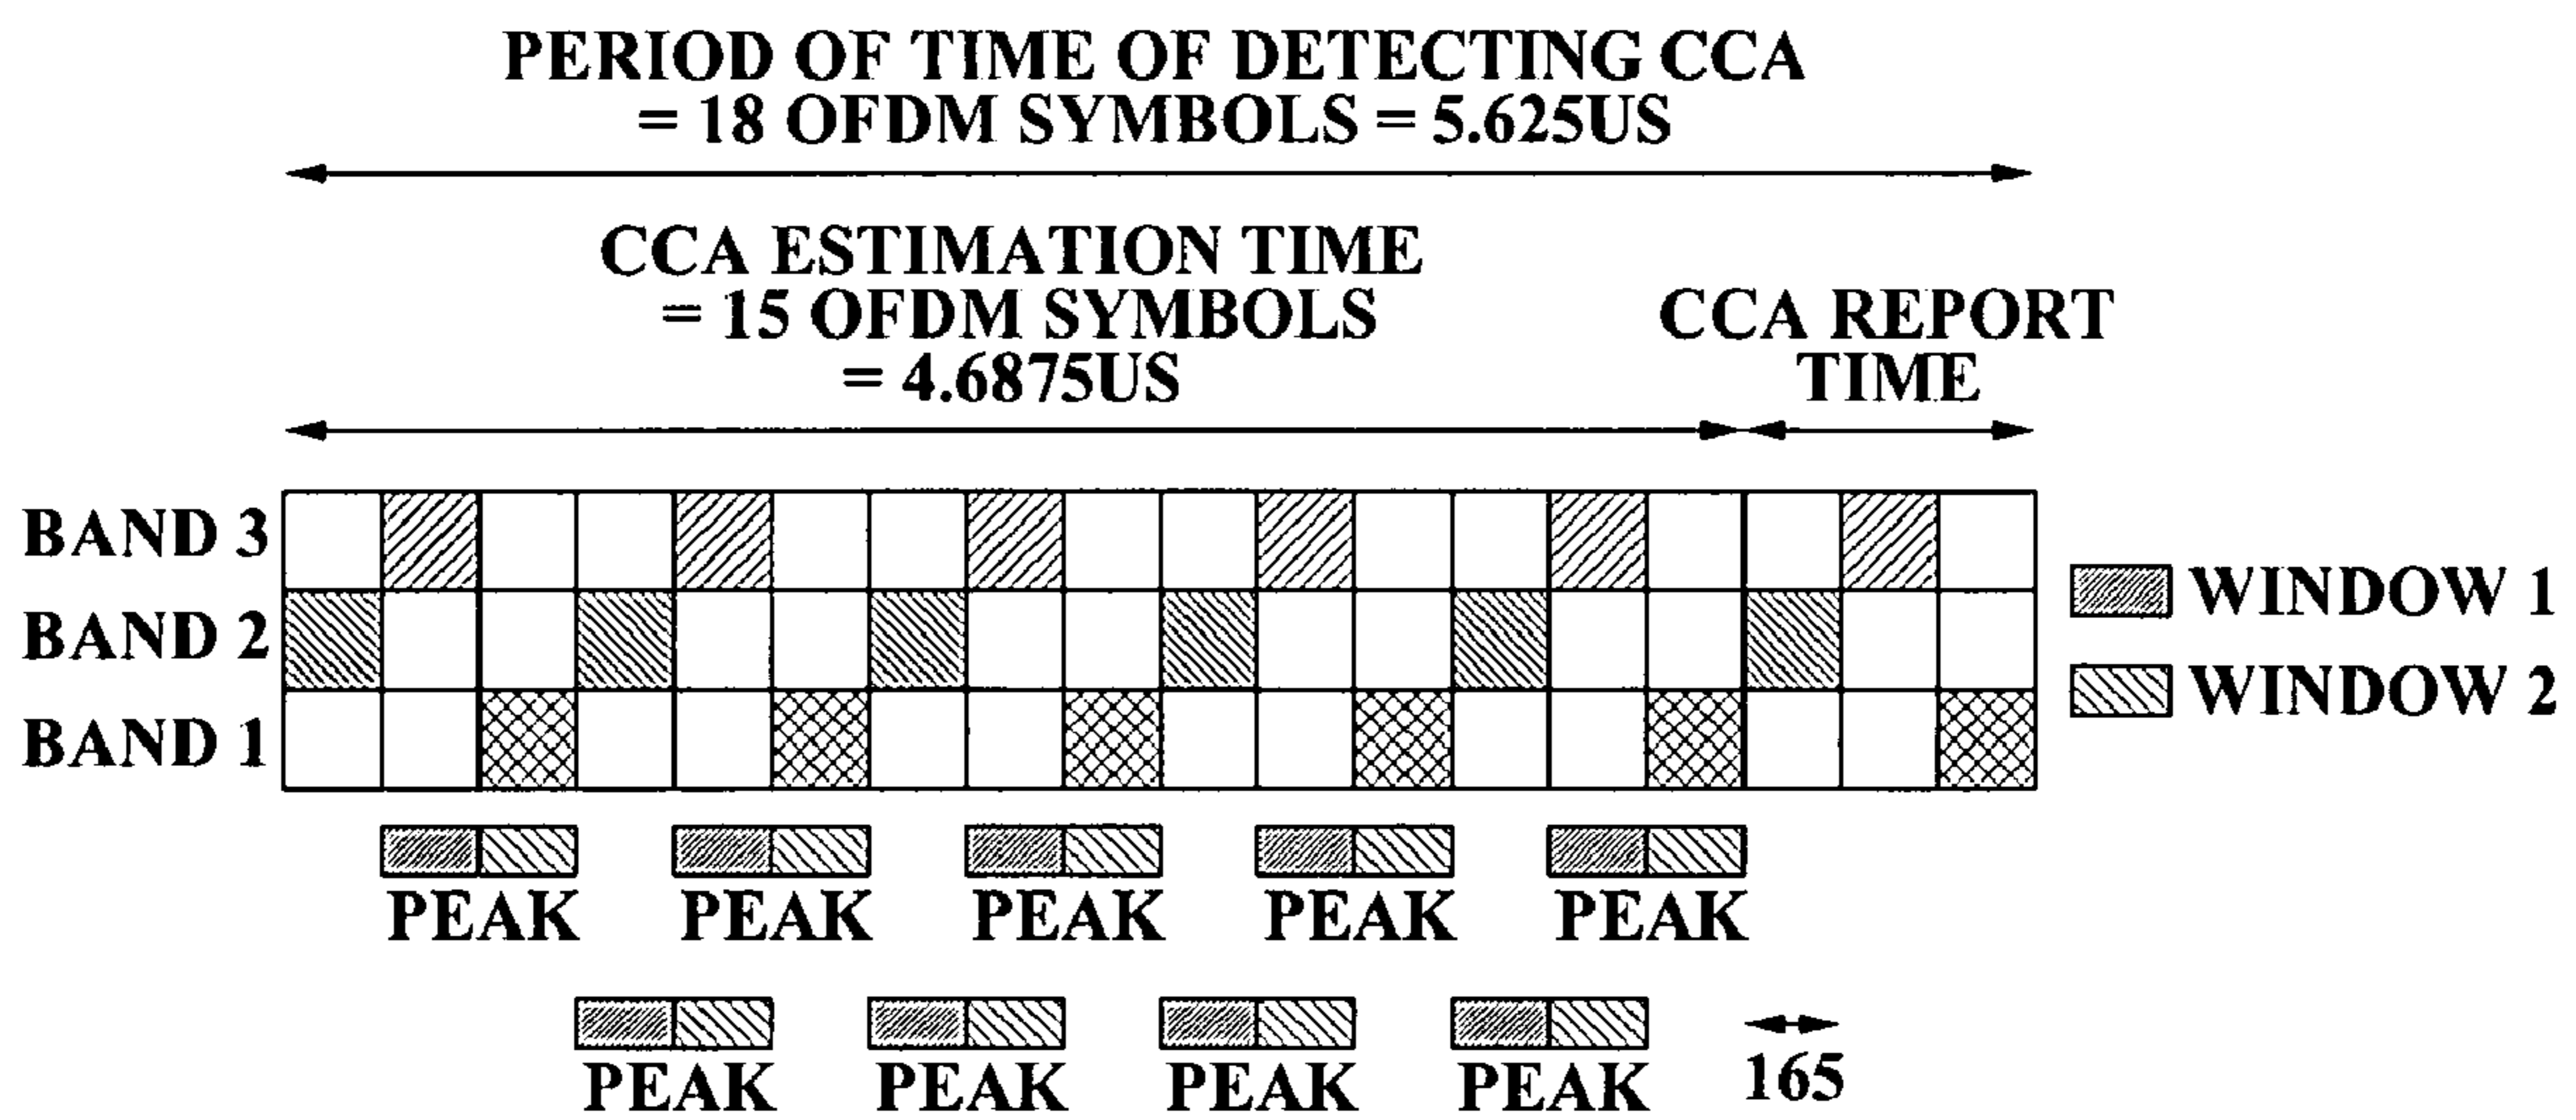 PERIOD OF TIME OF DETECTING CCA
= 18 OFDM SYMBOLS = 5.625US
CCA ESTIMATION TIME
= 15 OFDM SYMBOLS
= 4.6875US
CCA REPORT
TIME
BAND 3
BAND 2
BAND 1
WINDOW 1
WINDOW 2
PEAK PEAK PEAK PEAK PEAK
PEAK PEAK PEAK PEAK 165